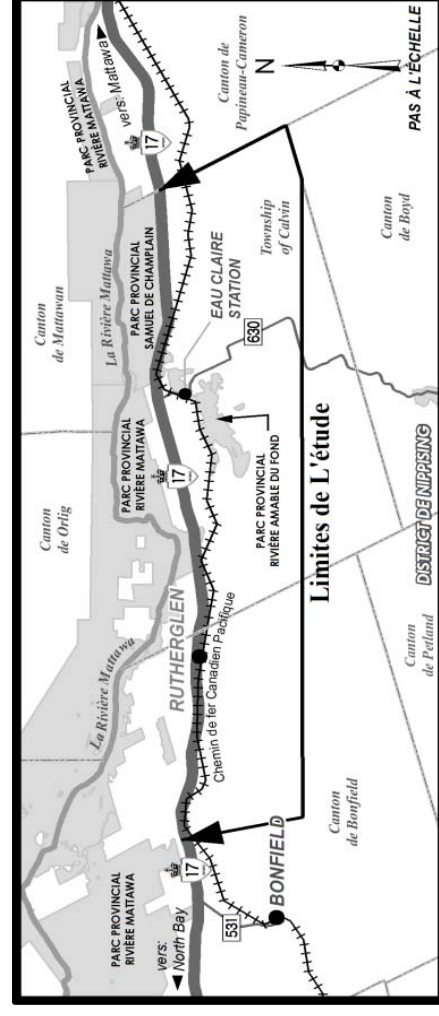 PARC PROVINCIAL
RIVIÈRE MATTAWA
vers:
North Bay
17
531
BONFIELD
Canton
de Bonfield
La Rivière Mattawa
RUTHERGLEN
Chemin de fer Canadien Pacifique
Canton
de Orlig
PARC PROVINCIAL
RIVIÈRE MATTAWA
17
PARC PROVINCIAL
RIVIÈRE AMABLE DU FOND
Limites de L'étude
Canton
de Petland
DISTRICT DE NIPPISING
Canton
de Mattawan
La Rivière Mattawa
PARC PROVINCIAL
SAMUEL DE CHAMPLAIN
EAU CLAIRE
STATION
630
Township
of Calvin
Canton
de Boyd
PARC PROVINCIAL
RIVIÈRE MATTAWA
vers: Mattawa
17
Canton de
Papineau-Cameron
N
PAS À L'ÉCHELLE